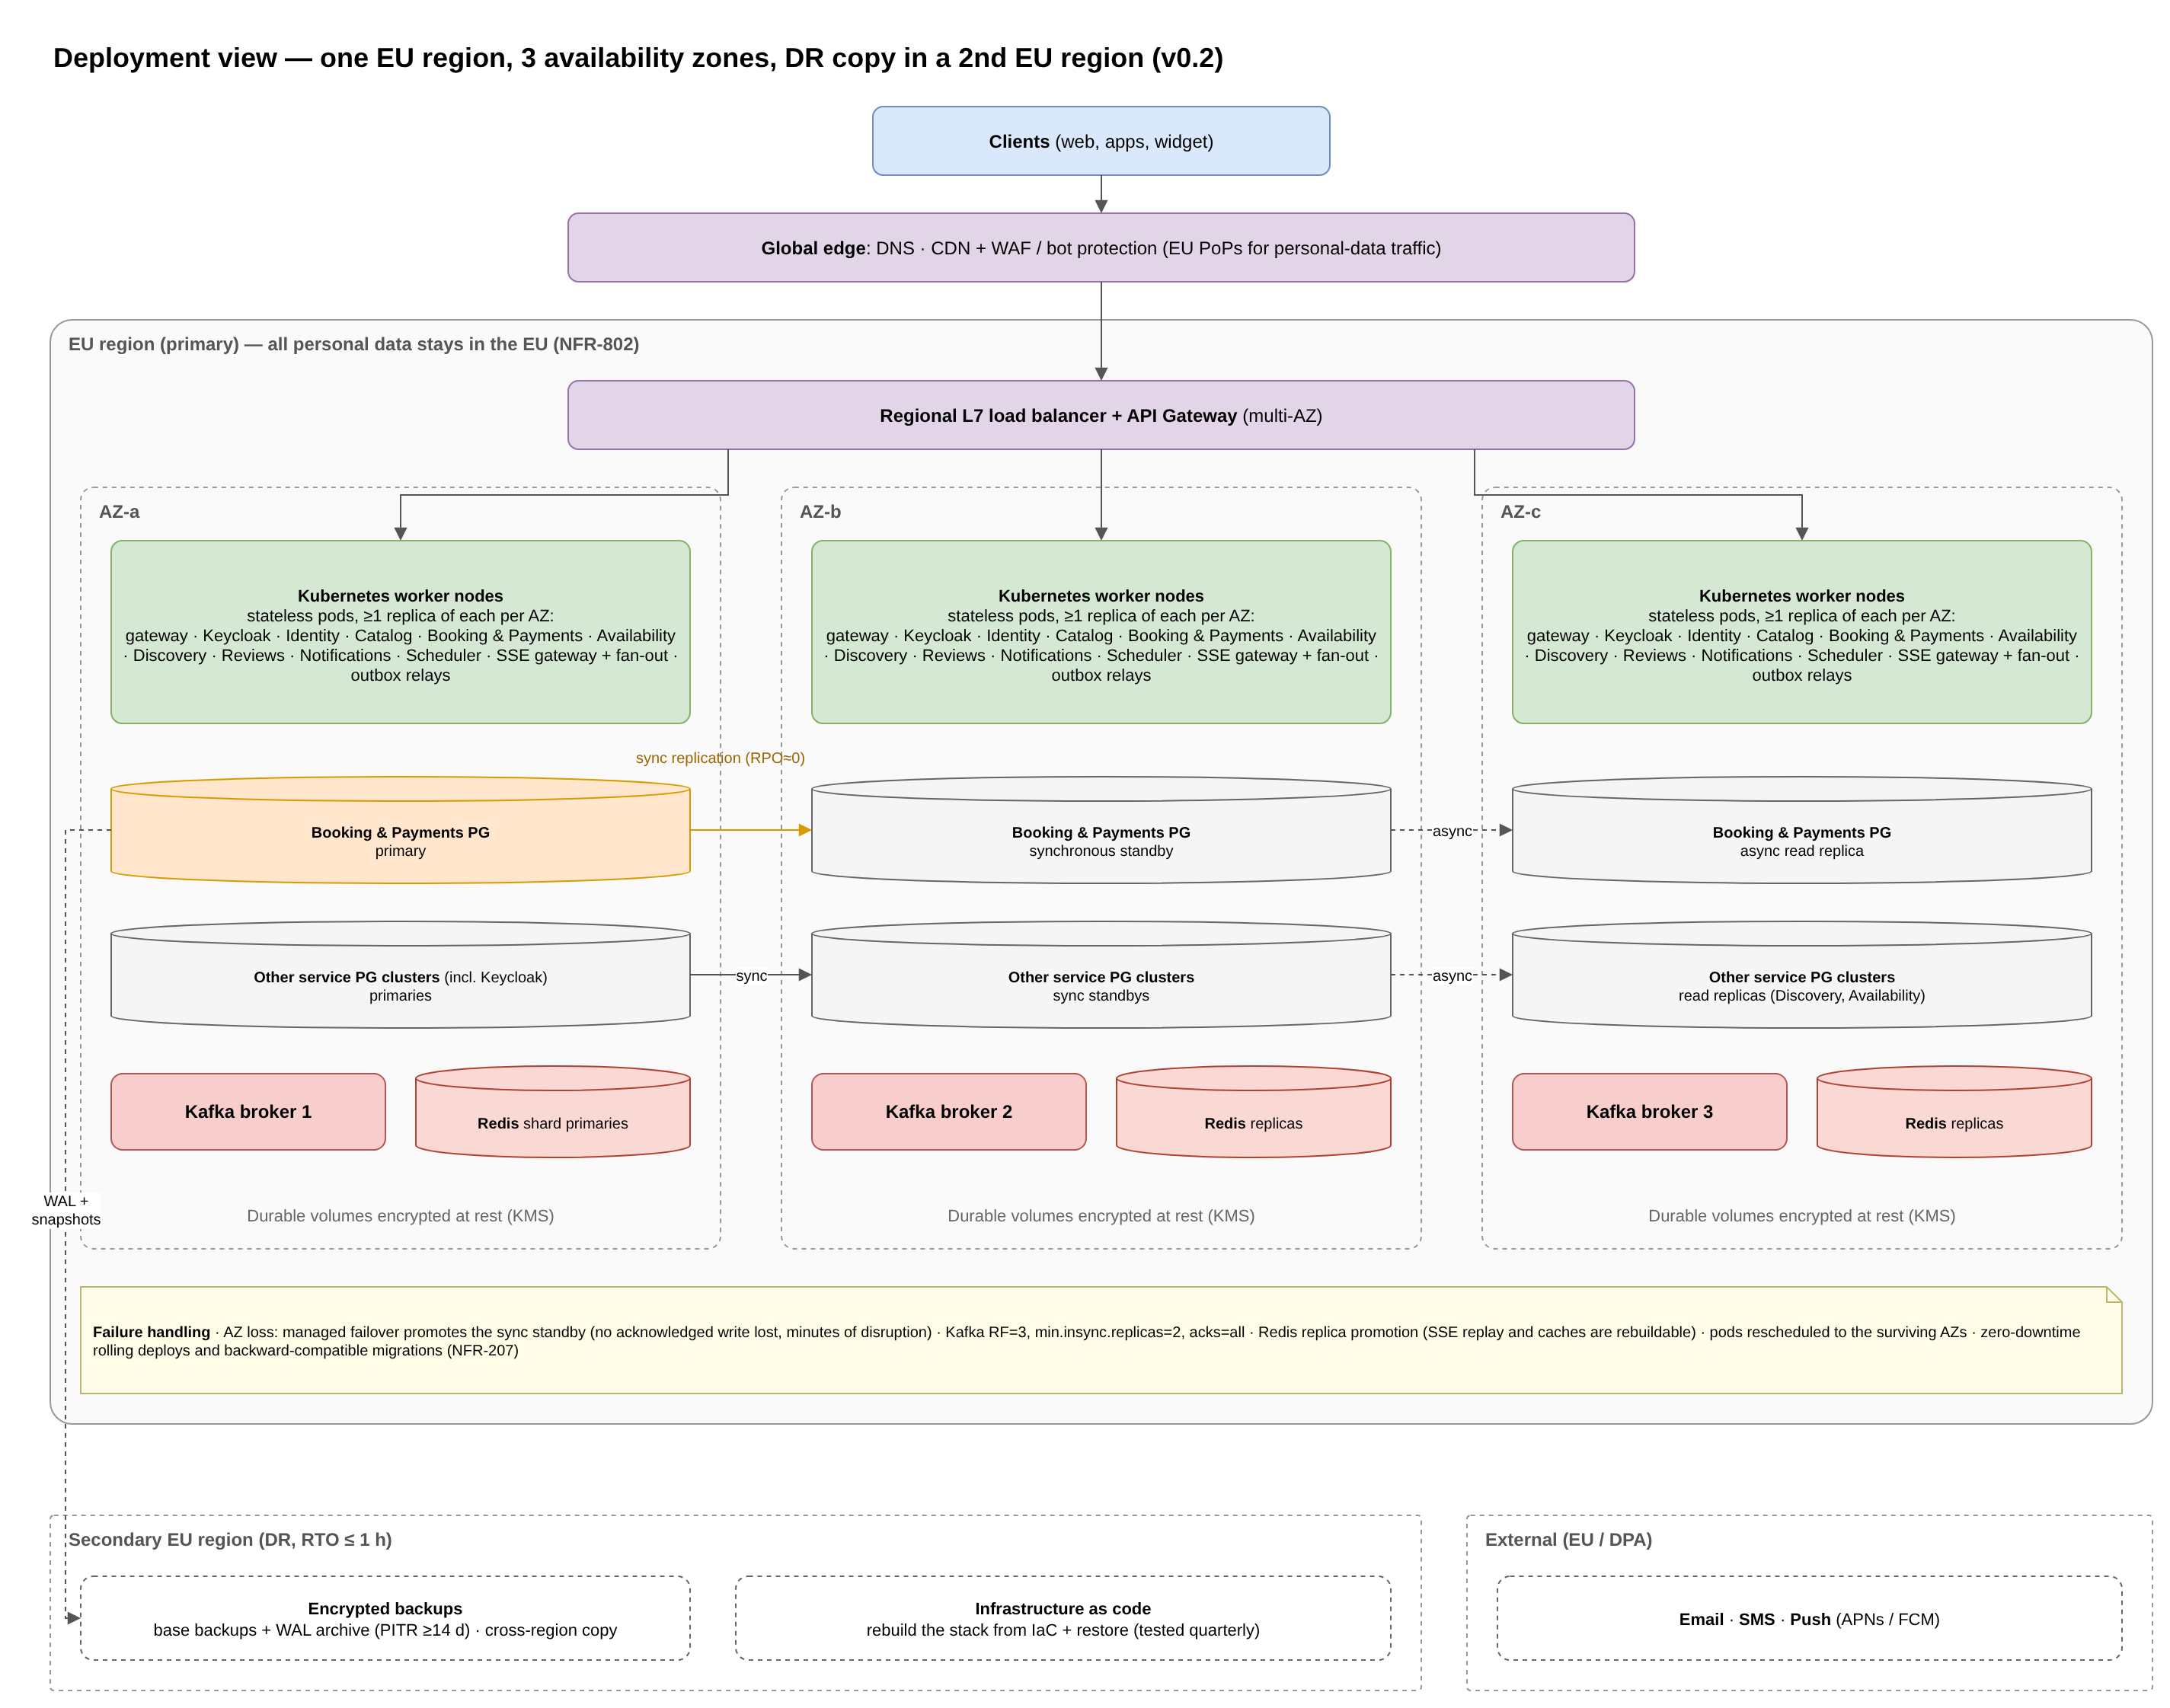 Deployment view — one EU region, 3 availability zones, DR copy in a 2nd EU region (v0.2)
Clients (web, apps, widget)
Global edge: DNS · CDN + WAF / bot protection (EU PoPs for personal-data traffic)
EU region (primary) — all personal data stays in the EU (NFR-802)
Regional L7 load balancer + API Gateway (multi-AZ)
AZ-a
Kubernetes worker nodes
stateless pods, ≥1 replica of each per AZ:
gateway · Keycloak · Identity · Catalog · Booking & Payments · Availability
· Discovery · Reviews · Notifications · Scheduler · SSE gateway + fan-out ·
outbox relays
AZ-b
Kubernetes worker nodes
stateless pods, ≥1 replica of each per AZ:
gateway · Keycloak · Identity · Catalog · Booking & Payments · Availability
· Discovery · Reviews · Notifications · Scheduler · SSE gateway + fan-out ·
outbox relays
AZ-c
Kubernetes worker nodes
stateless pods, ≥1 replica of each per AZ:
gateway · Keycloak · Identity · Catalog · Booking & Payments · Availability
· Discovery · Reviews · Notifications · Scheduler · SSE gateway + fan-out ·
outbox relays
sync replication (RPO≈0)
Booking & Payments PG
primary
Booking & Payments PG
synchronous standby
async
Booking & Payments PG
async read replica
Other service PG clusters (incl. Keycloak)
primaries
sync
Other service PG clusters
sync standbys
async
Other service PG clusters
read replicas (Discovery, Availability)
Kafka broker 1
Redis shard primaries
Kafka broker 2
Redis replicas
Kafka broker 3
Redis replicas
WAL +
snapshots
Durable volumes encrypted at rest (KMS)
Durable volumes encrypted at rest (KMS)
Durable volumes encrypted at rest (KMS)
Failure handling · AZ loss: managed failover promotes the sync standby (no acknowledged write lost, minutes of disruption) · Kafka RF=3, min.insync.replicas=2, acks=all · Redis replica promotion (SSE replay and caches are rebuildable) · pods rescheduled to the surviving AZs · zero-downtime
rolling deploys and backward-compatible migrations (NFR-207)
Secondary EU region (DR, RTO ≤ 1 h)
Encrypted backups
base backups + WAL archive (PITR ≥14 d) · cross-region copy
Infrastructure as code
rebuild the stack from IaC + restore (tested quarterly)
External (EU / DPA)
Email · SMS · Push (APNs / FCM)